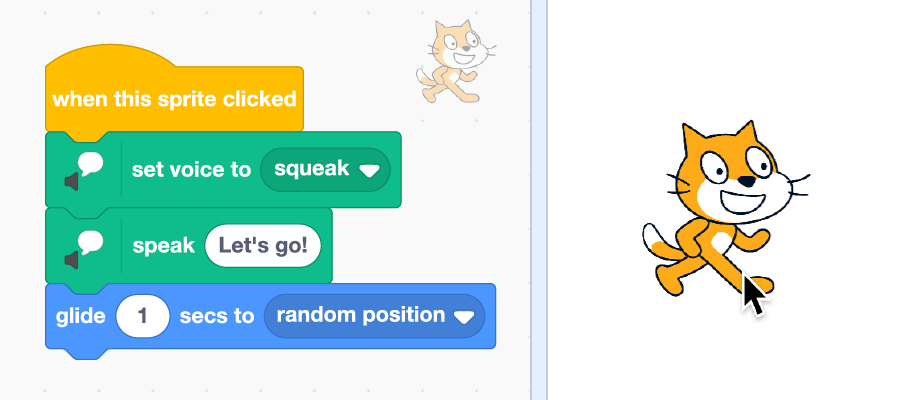 when this sprite clicked
set voice to squeak
speak Let's go!
glide 1 secs to random position